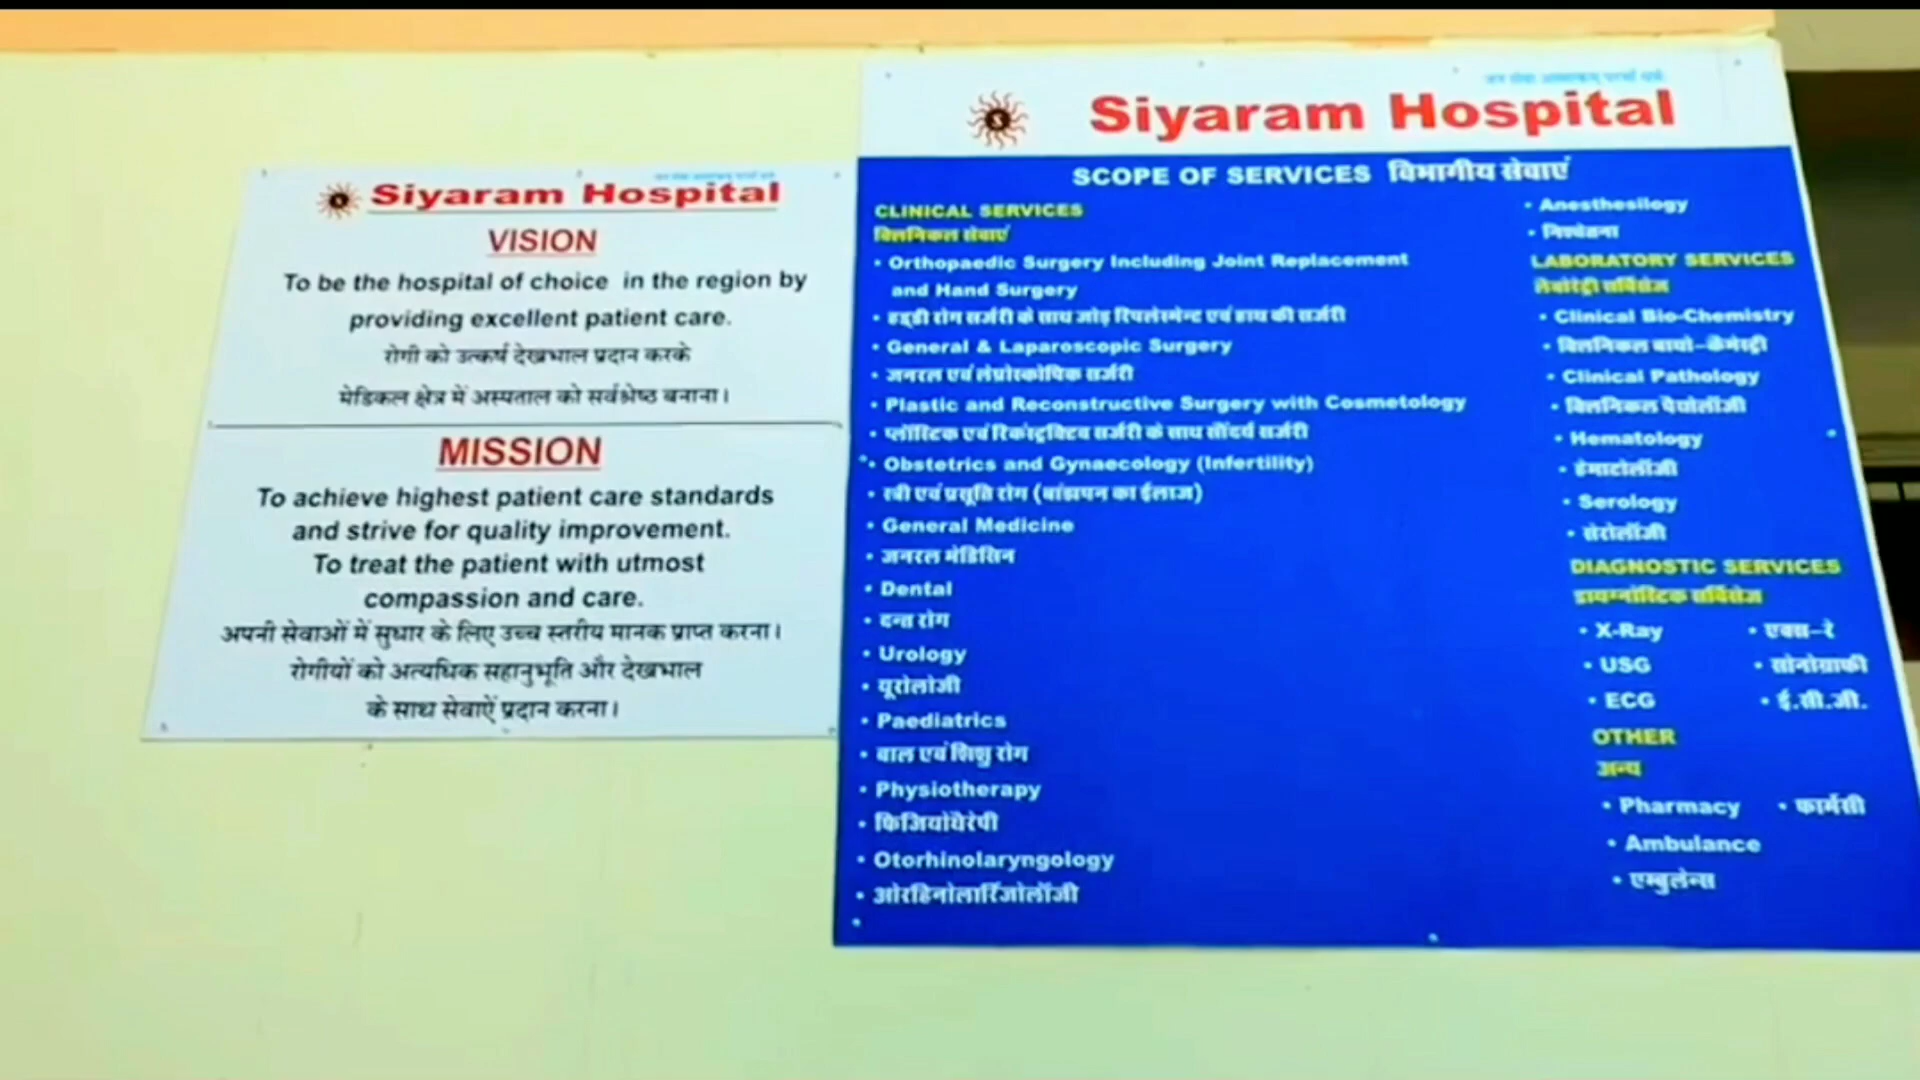 Siyaram Hospital
VISION
To be the hospital of choice in the region by
providing excellent patient care.
रोगी को उत्कर्ष देखभाल प्रदान करके
मेडिकल क्षेत्र में अस्पताल को सर्वश्रेष्ठ बनाना।
MISSION
To achieve highest patient care standards
and strive for quality improvement.
To treat the patient with utmost
compassion and care.
अपनी सेवाओं में सुधार के लिए उच्च स्तरीय मानक प्राप्त करना।
रोगीयों को अत्यधिक सहानुभूति और देखभाल
के साथ सेवाऐं प्रदान करना।
Siyaram Hospital
SCOPE OF SERVICES विभागीय सेवाएं
CLINICAL SERVICES
क्लिनिकल सेवाएं
• Orthopaedic Surgery Including Joint Replacement
and Hand Surgery
• हड्डी रोग सर्जरी के साथ जोड़ रिपलेस्मेन्ट एवं हाथ की सर्जरी
• General & Laparoscopic Surgery
• जनरल एवं लेप्रोस्कोपिक सर्जरी
• Plastic and Reconstructive Surgery with Cosmetology
• प्लॉस्टिक एवं रिकंस्ट्रक्टिव सर्जरी के साथ सौंदर्य सर्जरी
• Obstetrics and Gynaecology (Infertility)
• स्त्री एवं प्रसूति रोग (बांझपन का ईलाज)
• General Medicine
• जनरल मेडिसिन
• Dental
• दन्त रोग
• Urology
• यूरोलोजी
• Paediatrics
• बाल एवं शिशु रोग
• Physiotherapy
• फिजियोथैरेपी
• Otorhinolaryngology
• ओरहिनोलारिंजोलॉजी
• Anesthesilogy
• निश्चेतना
LABORATORY SERVICES
लेबोरेट्री सर्विसेज
• Clinical Bio-Chemistry
• क्लिनिकल बायो-कैमेस्ट्री
• Clinical Pathology
• क्लिनिकल पेथोलॉजी
• Hematology
• हेमाटोलॉजी
• Serology
• सेरोलॉजी
DIAGNOSTIC SERVICES
डायग्नोस्टिक सर्विसेज
• X-Ray • एक्स-रे
• USG • सोनोग्राफी
• ECG • ई.सी.जी.
OTHER
अन्य
• Pharmacy • फार्मसी
• Ambulance
• एम्बुलेन्स